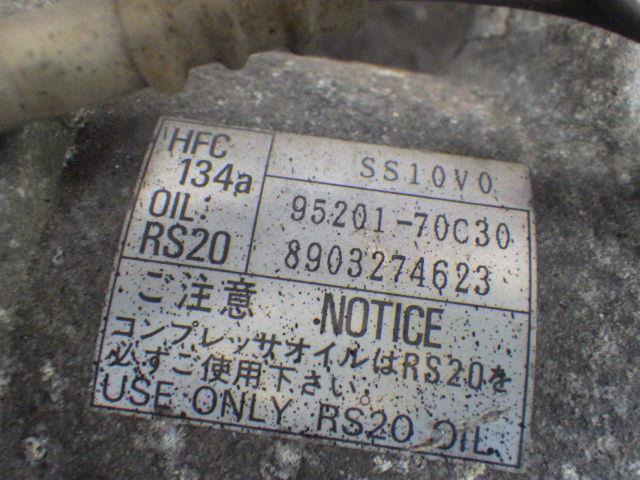 HFC
134a
OIL:
RS20
SS10V0
95201-70C30
8903274623
ご注意 NOTICE
コンプレッサオイルはRS20を
必ずご使用下さい。
USE ONLY RS20 OIL.